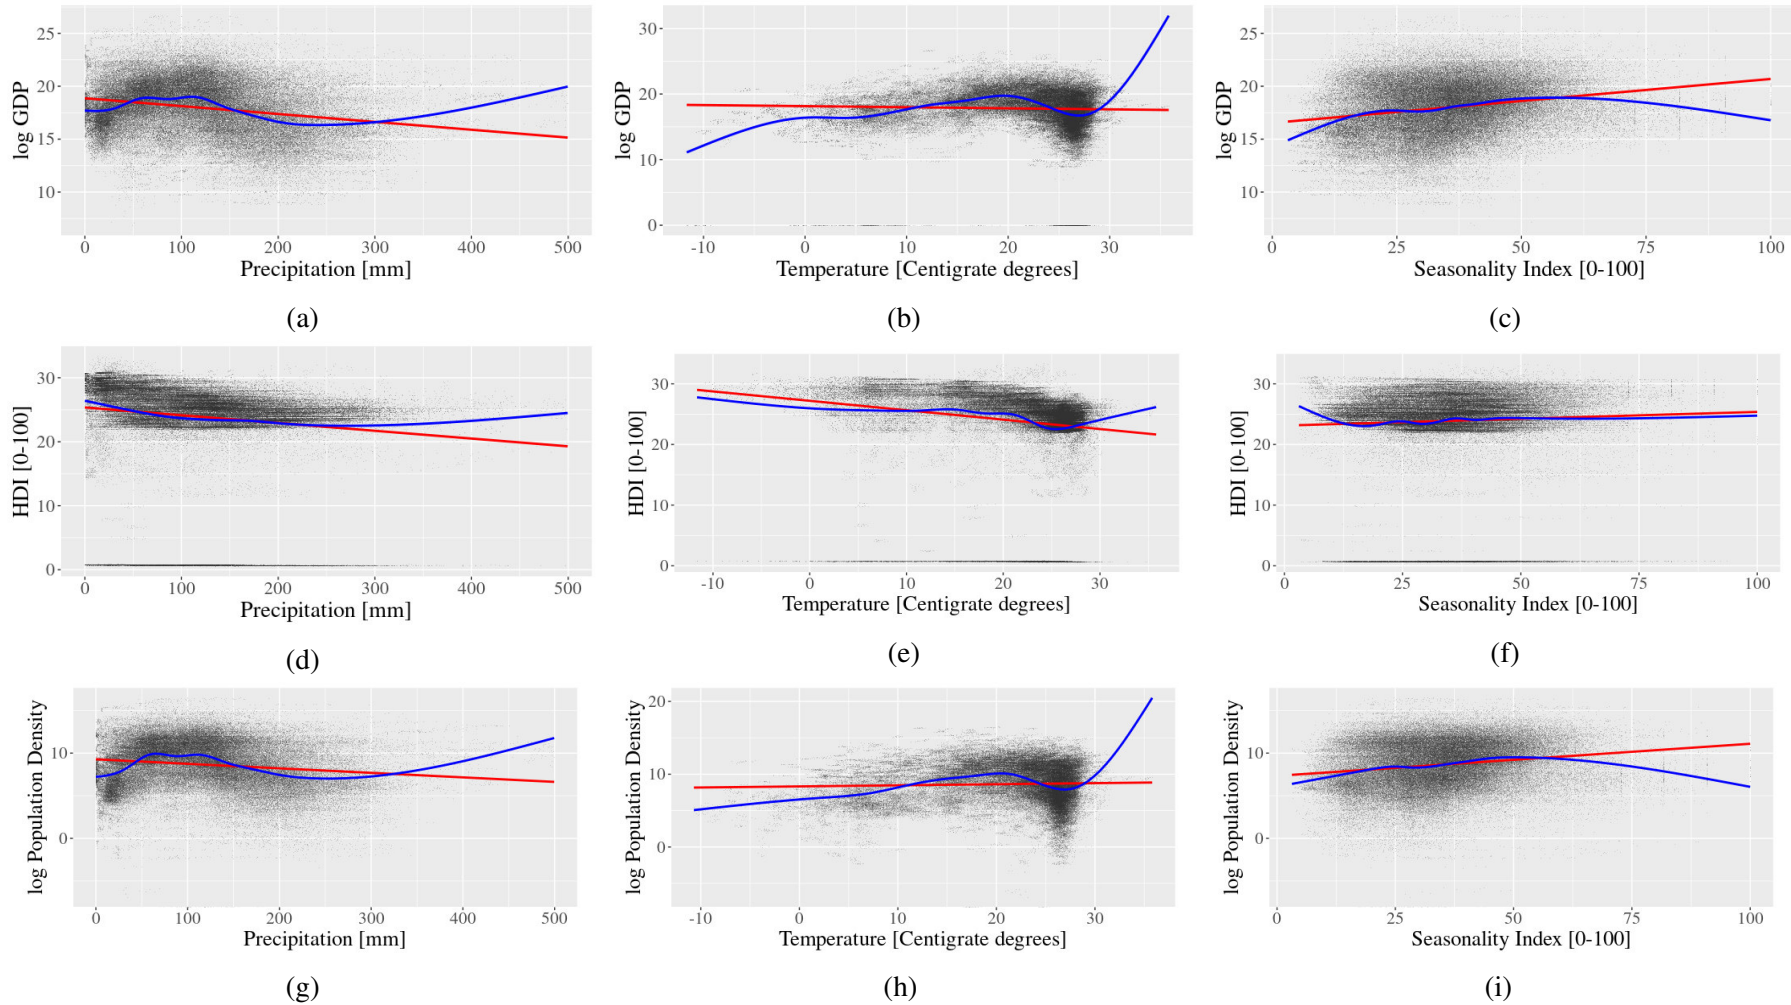 log GDP
25
20
15
10
0 100 200 300 400 500
Precipitation [mm]
(a)
log GDP
30
20
10
0
-10 0 10 20 30
Temperature [Centigrate degrees]
(b)
log GDP
25
20
15
10
0 25 50 75 100
Seasonality Index [0-100]
(c)
HDI [0-100]
30
20
10
0
0 100 200 300 400 500
Precipitation [mm]
(d)
HDI [0-100]
30
20
10
0
-10 0 10 20 30
Temperature [Centigrate degrees]
(e)
HDI [0-100]
30
20
10
0
0 25 50 75 100
Seasonality Index [0-100]
(f)
log Population Density
10
0
0 100 200 300 400 500
Precipitation [mm]
(g)
log Population Density
20
10
0
-10 0 10 20 30
Temperature [Centigrate degrees]
(h)
log Population Density
10
0
0 25 50 75 100
Seasonality Index [0-100]
(i)